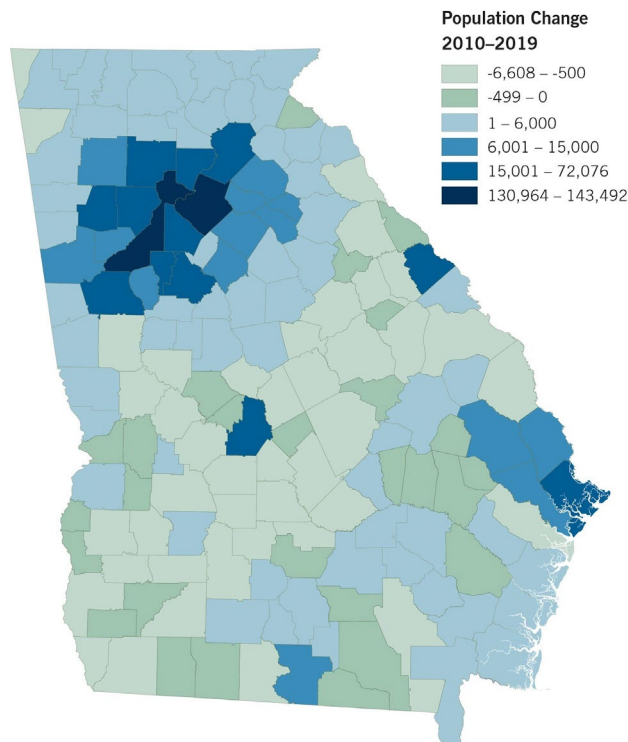 Population Change
2010–2019
-6,608 – -500
-499 – 0
1 – 6,000
6,001 – 15,000
15,001 – 72,076
130,964 – 143,492